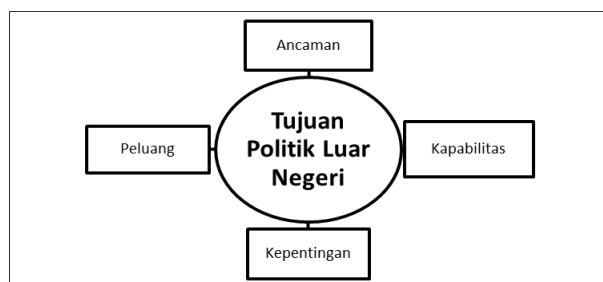 Ancaman
Tujuan
Politik Luar
Negeri
Peluang
Kapabilitas
Kepentingan